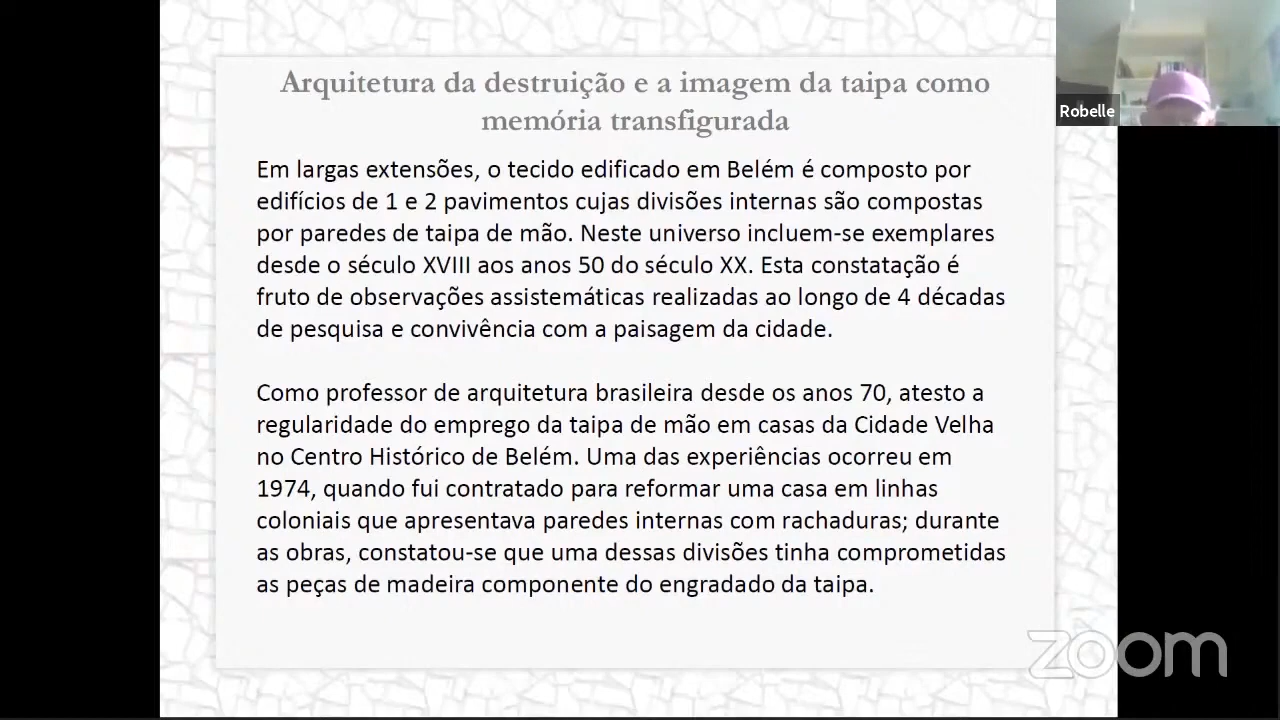 Arquitetura da destruição e a imagem da taipa como
memória transfigurada
Em largas extensões, o tecido edificado em Belém é composto por
edifícios de 1 e 2 pavimentos cujas divisões internas são compostas
por paredes de taipa de mão. Neste universo incluem-se exemplares
desde o século XVIII aos anos 50 do século XX. Esta constatação é
fruto de observações assistemáticas realizadas ao longo de 4 décadas
de pesquisa e convivência com a paisagem da cidade.
Como professor de arquitetura brasileira desde os anos 70, atesto a
regularidade do emprego da taipa de mão em casas da Cidade Velha
no Centro Histórico de Belém. Uma das experiências ocorreu em
1974, quando fui contratado para reformar uma casa em linhas
coloniais que apresentava paredes internas com rachaduras; durante
as obras, constatou-se que uma dessas divisões tinha comprometidas
as peças de madeira componente do engradado da taipa.
Robelle
zoom